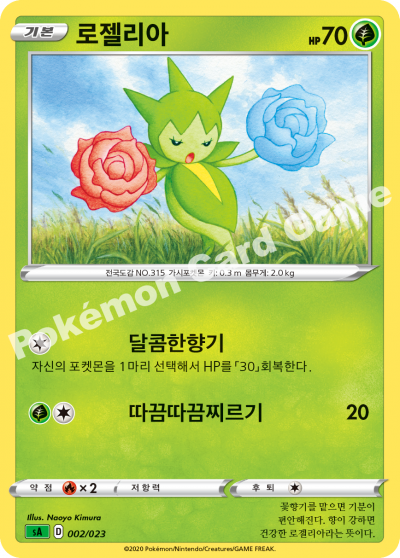 기본 로젤리아 HP 70
전국도감 NO.315 가시포켓몬 키: 0.3 m 몸무게: 2.0 kg
Pokémon Card Game
달콤한향기
자신의 포켓몬을 1마리 선택해서 HP를 「30」회복한다.
따끔따끔찌르기 20
약점 ×2 저항력 후퇴
Illus. Naoyo Kimura
sA D 002/023
꽃향기를 맡으면 기분이
편안해진다. 향이 강하면
건강한 로젤리아라는 뜻이다.
©2020 Pokémon/Nintendo/Creatures/GAME FREAK.